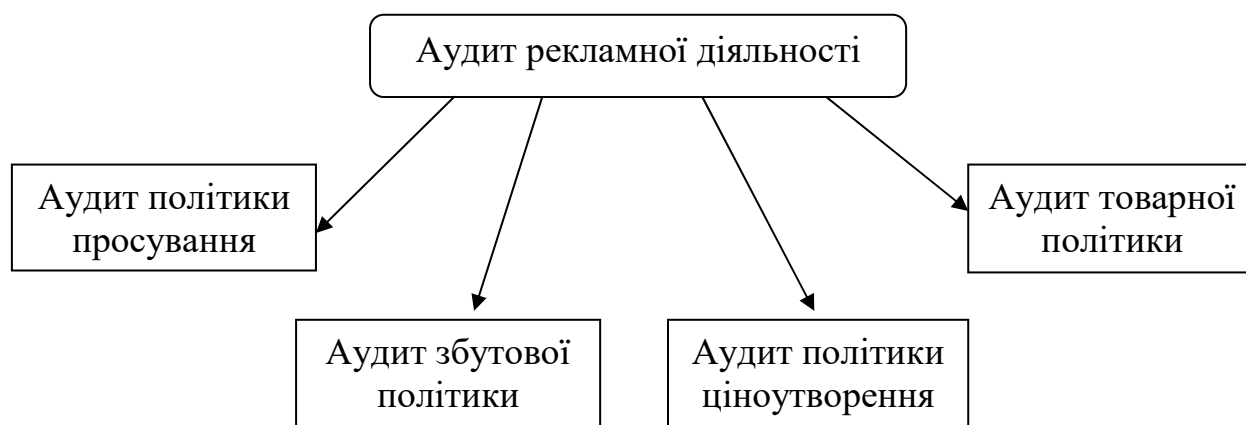 Аудит рекламної діяльності
Аудит політики
просування
Аудит товарної
політики
Аудит збутової
політики
Аудит політики
ціноутворення